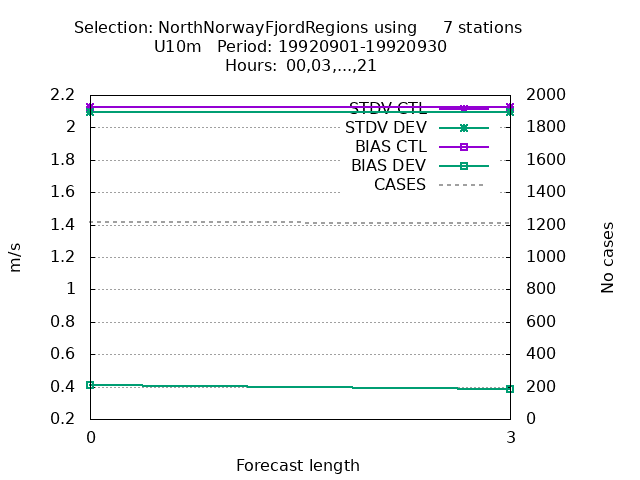 Selection: NorthNorwayFjordRegions using 7 stations
U10m Period: 19920901-19920930
Hours: 00,03,...,21
2.2
2
1.8
1.6
1.4
1.2
1
0.8
0.6
0.4
0.2
m/s
STDV CTL
STDV DEV
BIAS CTL
BIAS DEV
CASES
2000
1800
1600
1400
1200
1000
800
600
400
200
0
No cases
0 3
Forecast length